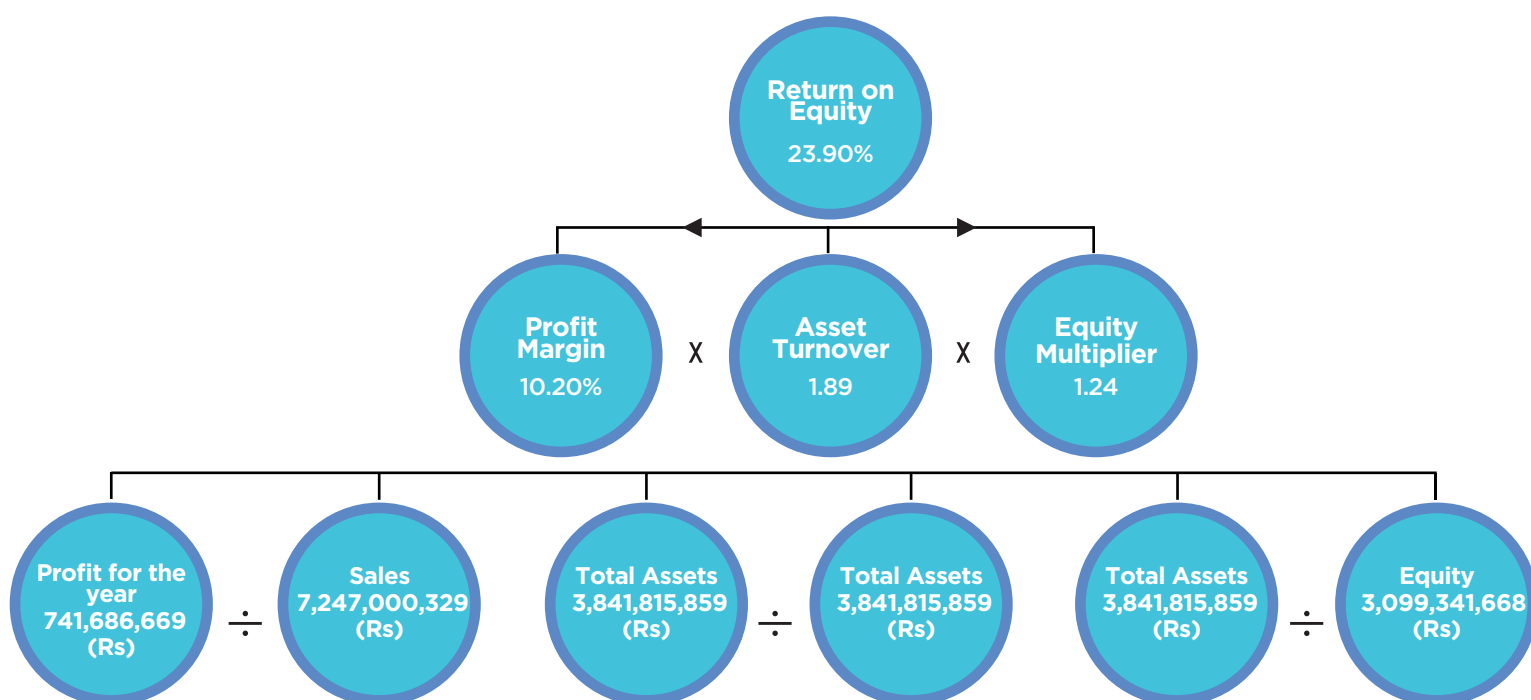 Return on
Equity
23.90%
Profit
Margin
10.20%
X
Asset
Turnover
1.89
X
Equity
Multiplier
1.24
Profit for the
year
741,686,669
(Rs)
÷
Sales
7,247,000,329
(Rs)
Total Assets
3,841,815,859
(Rs)
÷
Total Assets
3,841,815,859
(Rs)
Total Assets
3,841,815,859
(Rs)
÷
Equity
3,099,341,668
(Rs)